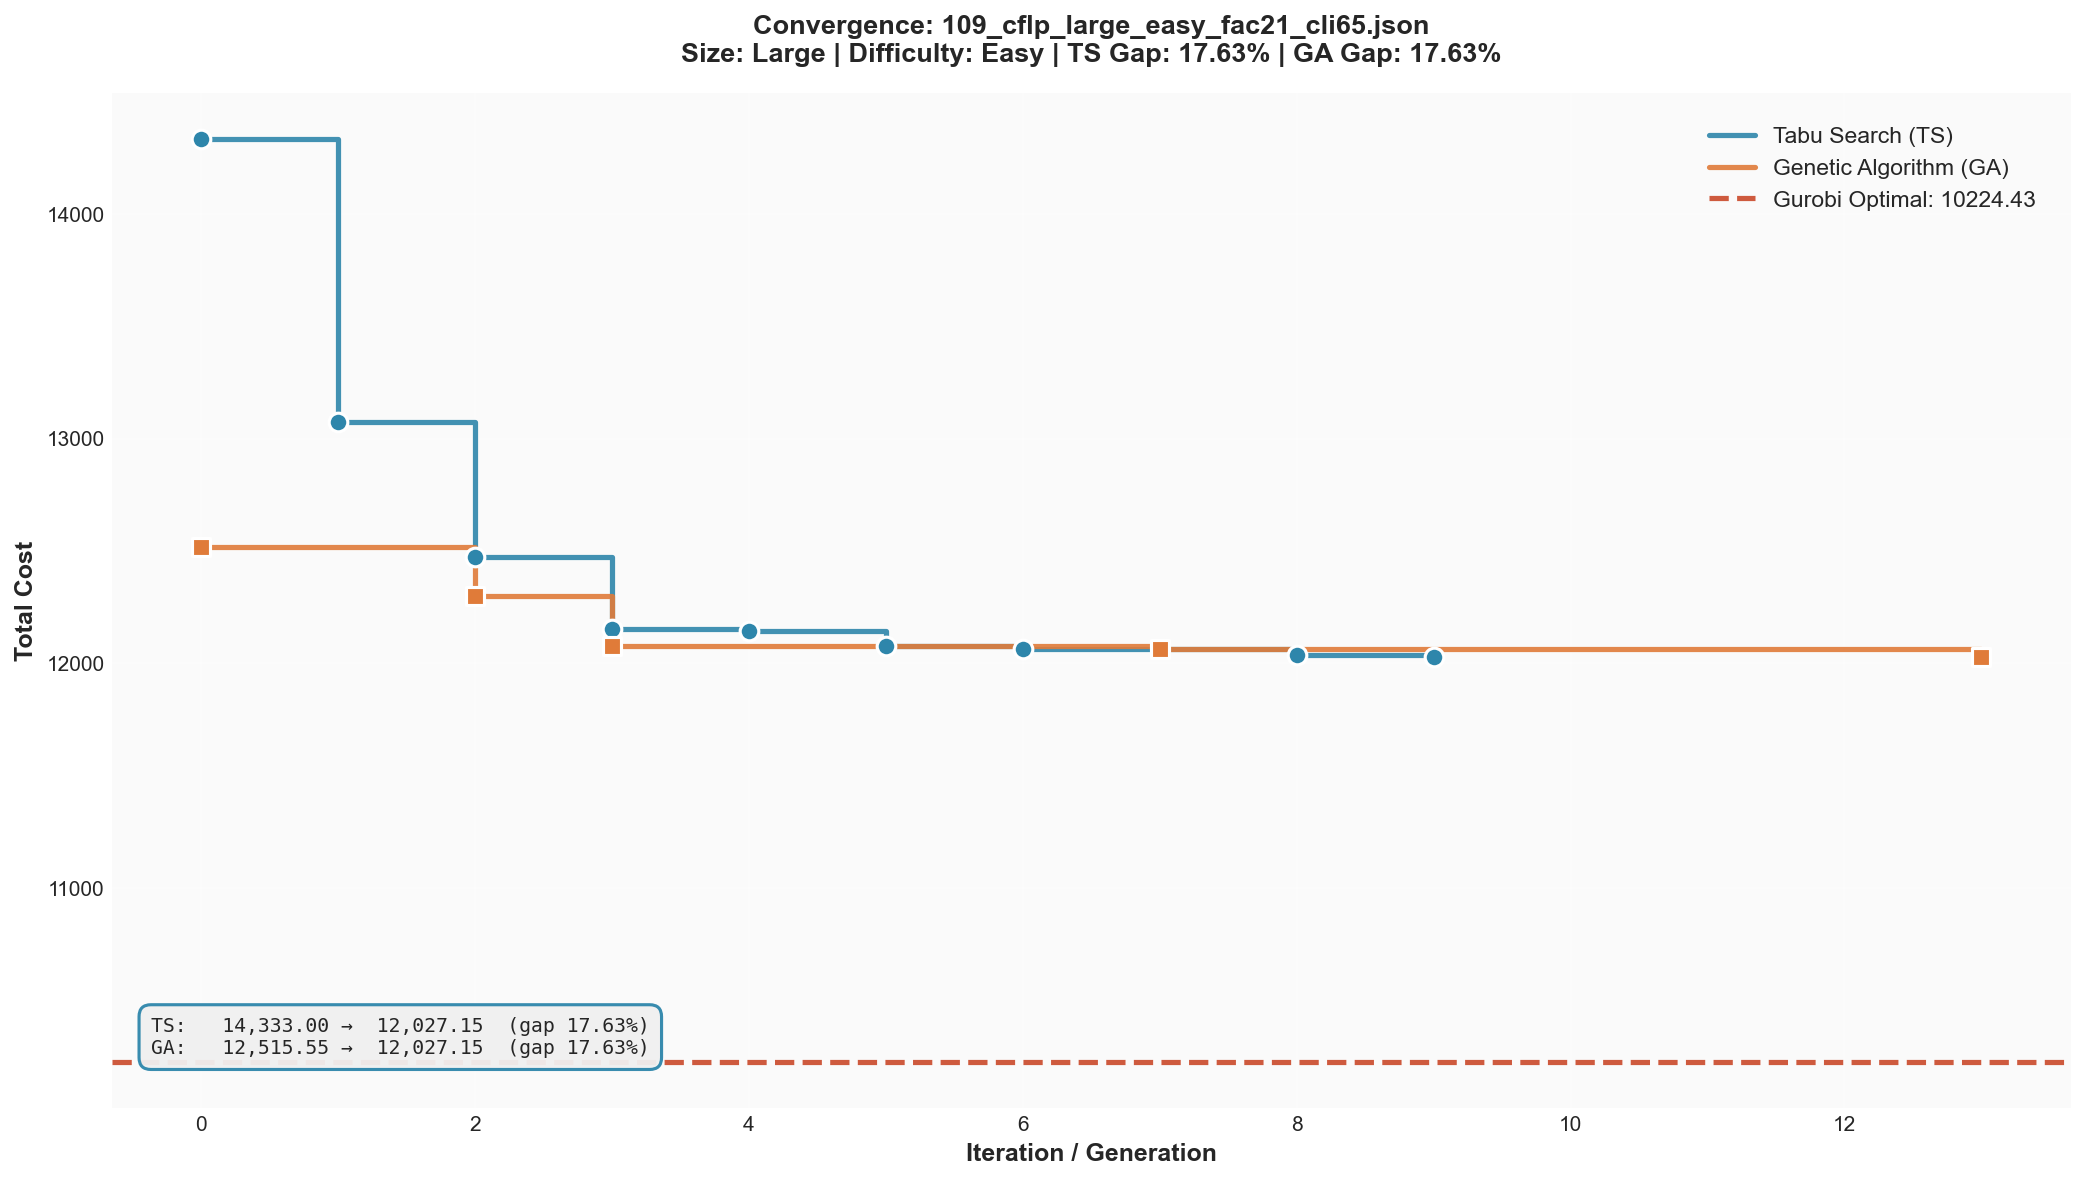 Convergence: 109_cflp_large_easy_fac21_cli65.json
Size: Large | Difficulty: Easy | TS Gap: 17.63% | GA Gap: 17.63%
Tabu Search (TS)
Genetic Algorithm (GA)
Gurobi Optimal: 10224.43
14000
13000
12000
11000
Total Cost
TS:   14,333.00 →  12,027.15  (gap 17.63%)
GA:   12,515.55 →  12,027.15  (gap 17.63%)
0 2 4 6 8 10 12
Iteration / Generation